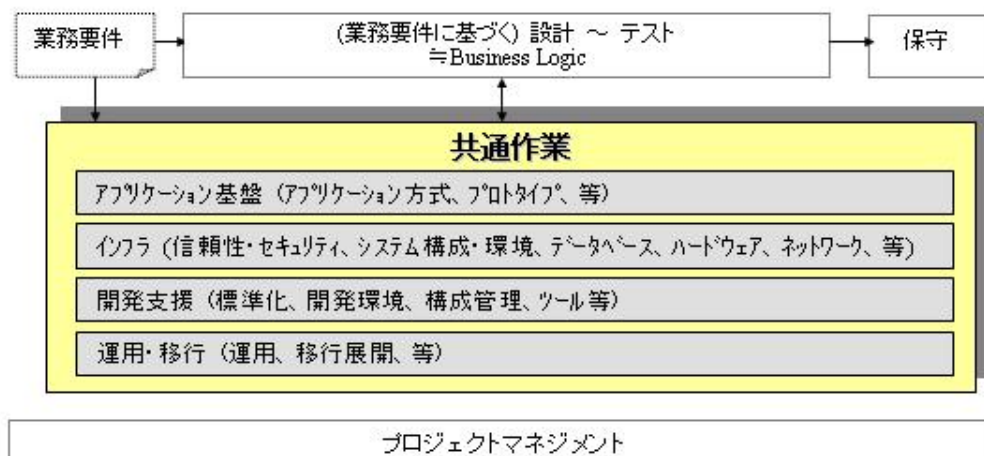 業務要件
(業務要件に基づく) 設計 ～ テスト
≒Business Logic
保守
共通作業
ｱﾌﾟﾘｹｰｼｮﾝ基盤 (ｱﾌﾟﾘｹｰｼｮﾝ方式、ﾌﾟﾛﾄﾀｲﾌﾟ、等)
ｲﾝﾌﾗ (信頼性・ｾｷｭﾘﾃｨ、ｼｽﾃﾑ構成・環境、ﾃﾞｰﾀﾍﾞｰｽ、ﾊｰﾄﾞｳｪｱ、ﾈｯﾄﾜｰｸ、等)
開発支援 (標準化、開発環境、構成管理、ﾂｰﾙ等)
運用・移行 (運用、移行展開、等)
プロジェクトマネジメント